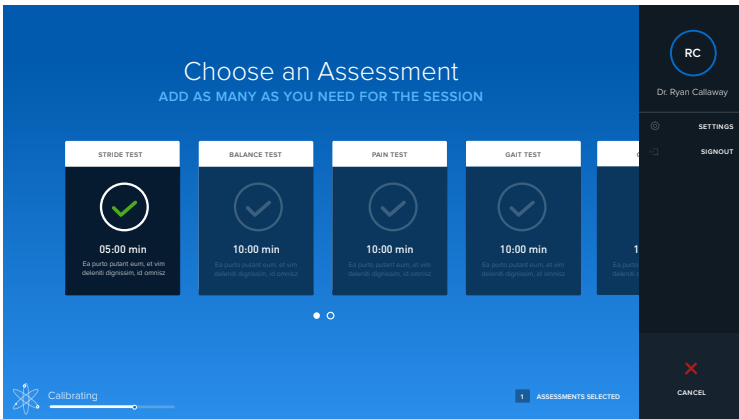 Choose an Assessment
ADD AS MANY AS YOU NEED FOR THE SESSION
STRIDE TEST
05:00 min
Ea purto putant eum, et vim
deleniti dignissim, id omnisz
BALANCE TEST
10:00 min
Ea purto putant eum, et vim
deleniti dignissim, id omnisz
PAIN TEST
10:00 min
Ea purto putant eum, et vim
deleniti dignissim, id omnisz
GAIT TEST
10:00 min
Ea purto putant eum, et vim
deleniti dignissim, id omnisz
Ea pu
deleniti
Calibrating
1 ASSESSMENTS SELECTED
RC
Dr. Ryan Callaway
SETTINGS
SIGNOUT
CANCEL